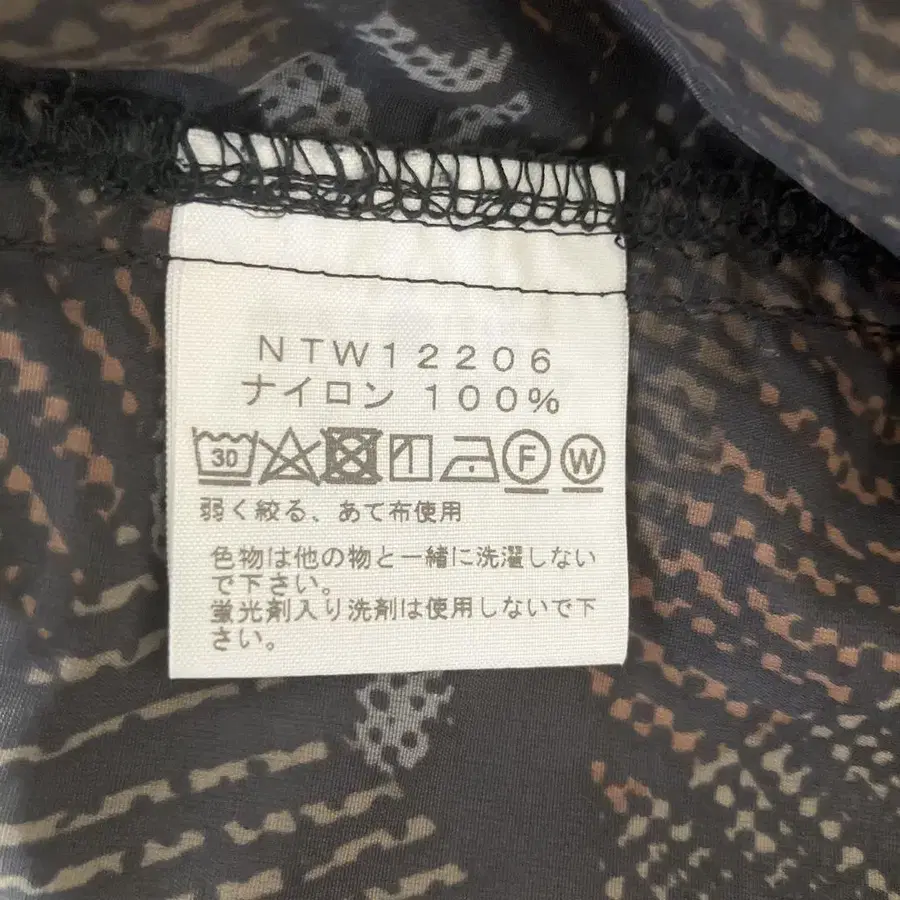 NTW12206
ナイロン 100%
30 F W
弱く絞る、あて布使用
色物は他の物と一緒に洗濯しない
で下さい。
蛍光剤入り洗剤は使用しないで下
さい。